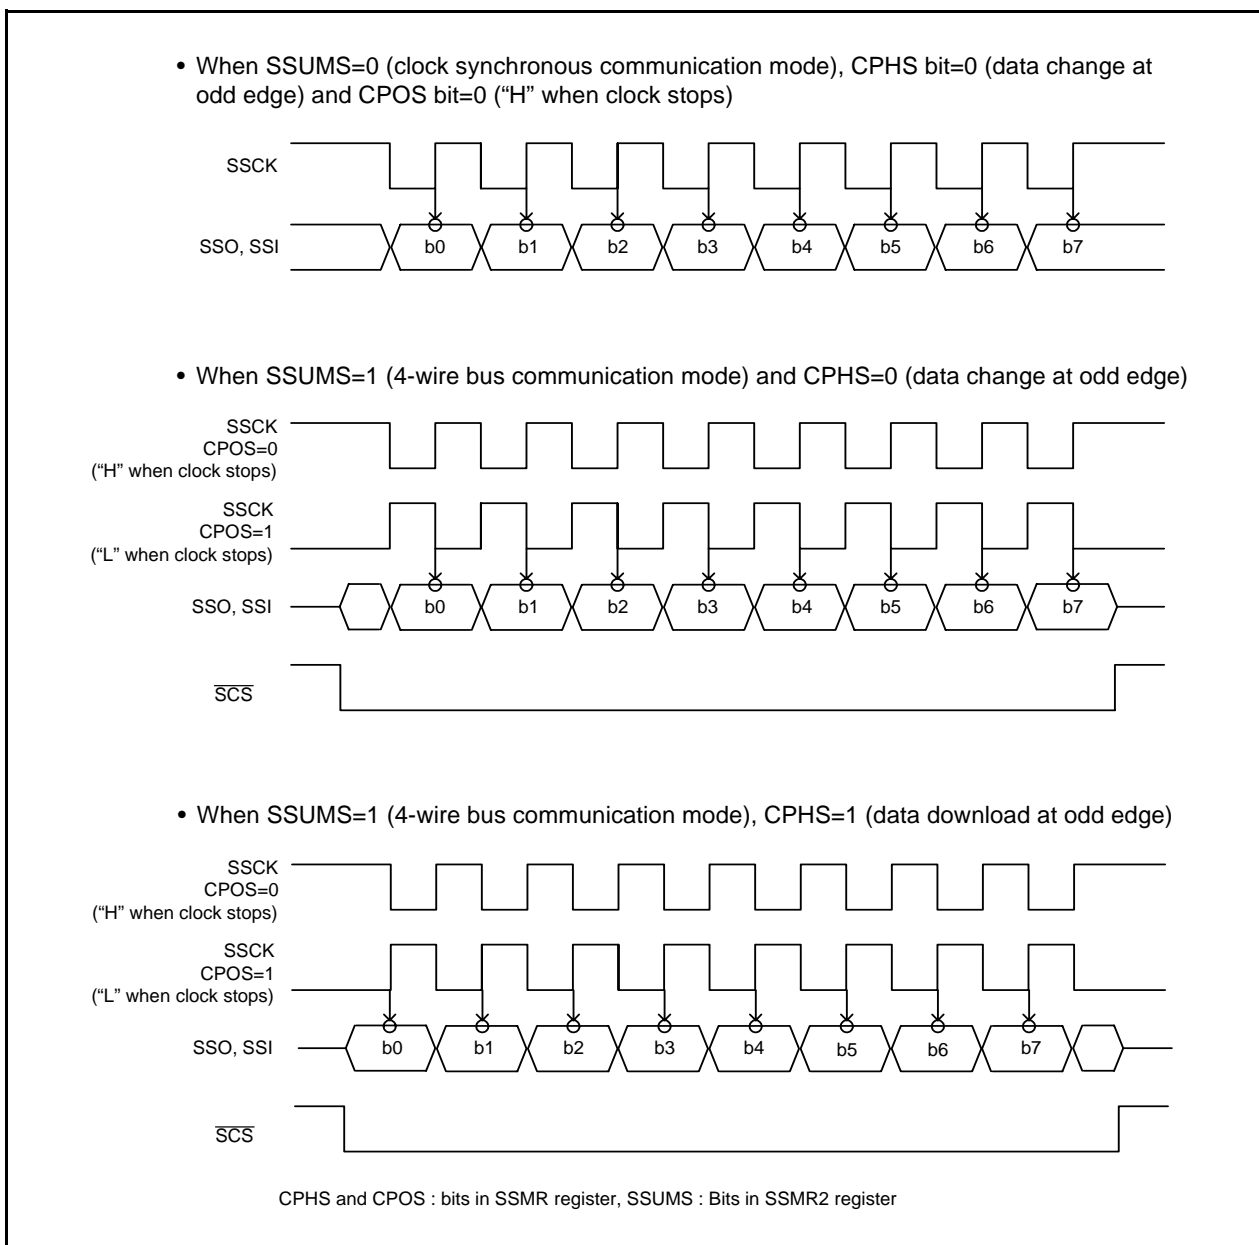 • When SSUMS=0 (clock synchronous communication mode), CPHS bit=0 (data change at
odd edge) and CPOS bit=0 (“H” when clock stops)
SSCK
SSO, SSI
b0 b1 b2 b3 b4 b5 b6 b7
• When SSUMS=1 (4-wire bus communication mode) and CPHS=0 (data change at odd edge)
SSCK
CPOS=0
(“H” when clock stops)
SSCK
CPOS=1
(“L” when clock stops)
SSO, SSI
b0 b1 b2 b3 b4 b5 b6 b7
SCS
• When SSUMS=1 (4-wire bus communication mode), CPHS=1 (data download at odd edge)
SSCK
CPOS=0
(“H” when clock stops)
SSCK
CPOS=1
(“L” when clock stops)
SSO, SSI
b0 b1 b2 b3 b4 b5 b6 b7
SCS
CPHS and CPOS : bits in SSMR register, SSUMS : Bits in SSMR2 register